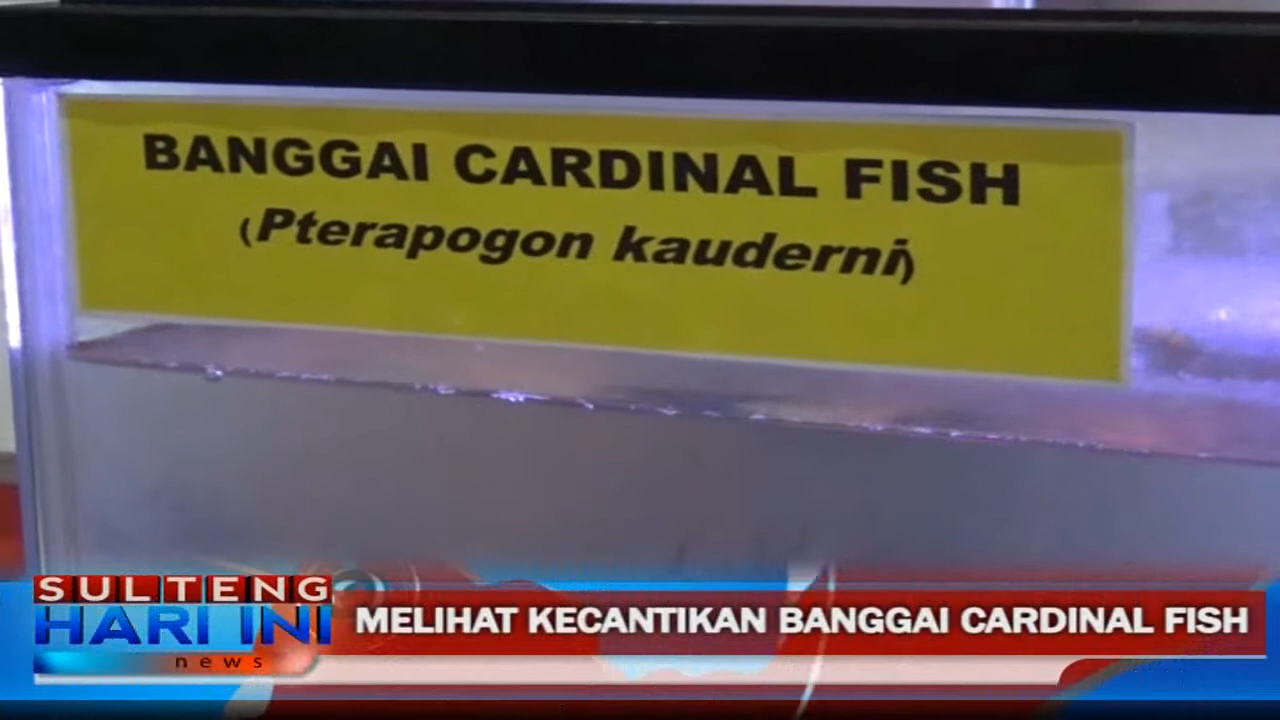 BANGGAI CARDINAL FISH
(Pterapogon kauderni)
SULTENG
HARI INI
news
MELIHAT KECANTIKAN BANGGAI CARDINAL FISH